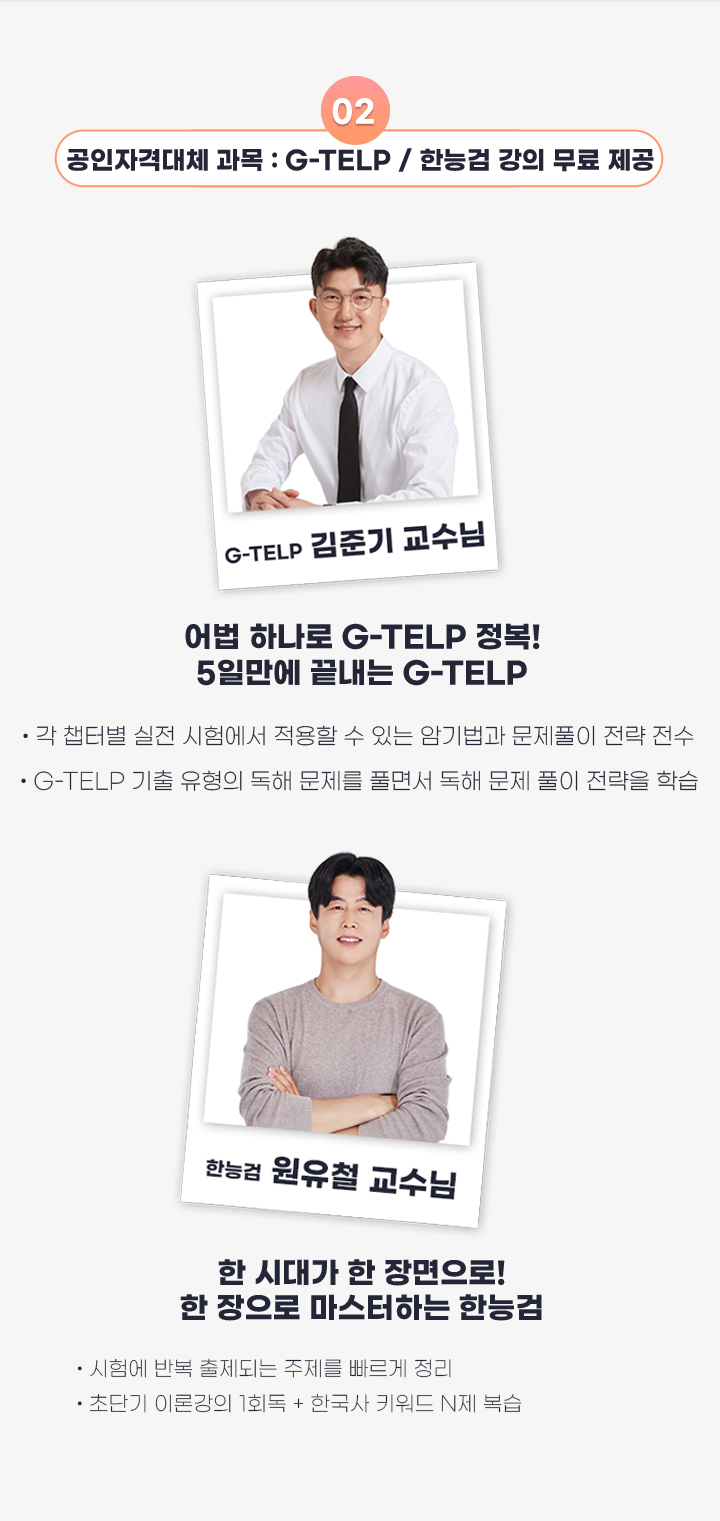 02
공인자격대체 과목 : G-TELP / 한능검 강의 무료 제공
G-TELP 김준기 교수님
어법 하나로 G-TELP 정복!
5일만에 끝내는 G-TELP
• 각 챕터별 실전 시험에서 적용할 수 있는 암기법과 문제풀이 전략 전수
• G-TELP 기출 유형의 독해 문제를 풀면서 독해 문제 풀이 전략을 학습
한능검 원유철 교수님
한 시대가 한 장면으로!
한 장으로 마스터하는 한능검
• 시험에 반복 출제되는 주제를 빠르게 정리
• 초단기 이론강의 1회독 + 한국사 키워드 N제 복습